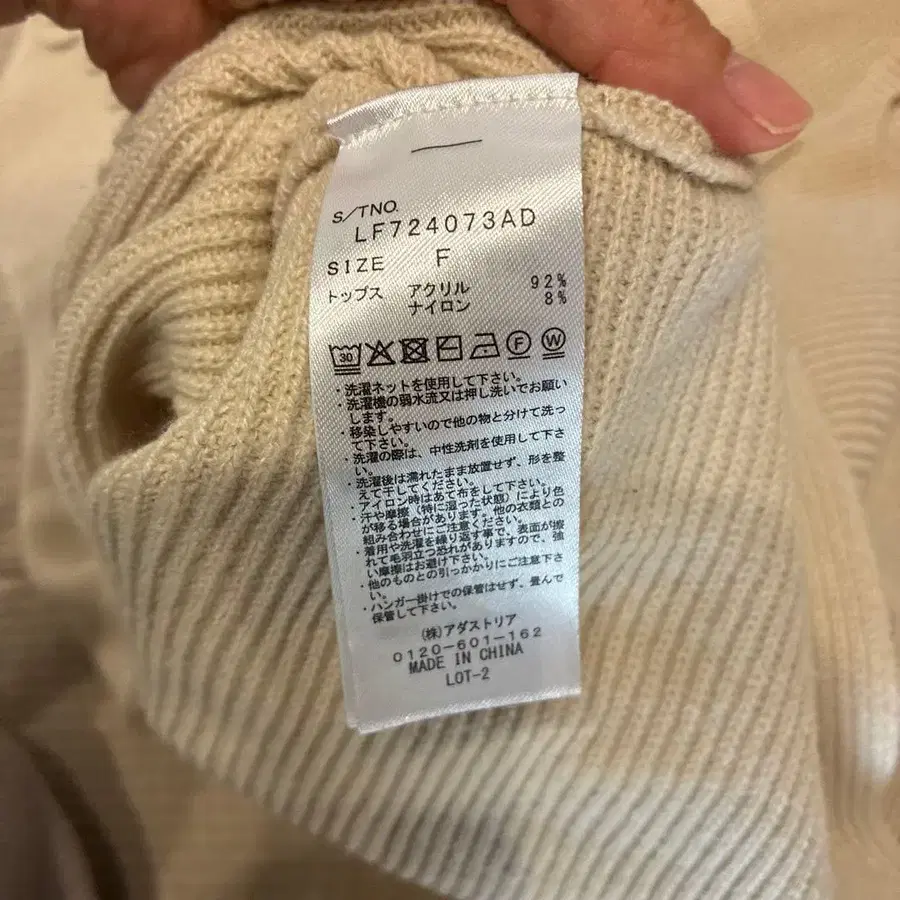 S/TNO.
LF724073AD
SIZE F
トップス アクリル 92%
ナイロン 8%
30 F W
・洗濯ネットを使用して下さい。
・洗濯機の弱水流又は押し洗いでお願い
します。
・移染しやすいので他の物と分けて洗っ
て下さい。
・洗濯の際は、中性洗剤を使用して下さ
い。
・洗濯後は濡れたまま放置せず、形を整
えて干してください。
・アイロン時はあて布をして下さい。
・汗や摩擦(特に湿った状態)により色
が移る場合があります。他の衣類との
組み合わせにご注意ください。
・着用や洗濯を繰り返す事で、表面が擦
れて毛羽立つ恐れがありますので、強
い摩擦はお避け下さい。
・他のものとの引っかかりにご注意下さ
い。
・ハンガー掛けでの保管はせず、畳んで
保管して下さい。
(株)アダストリア
0120-601-162
MADE IN CHINA
LOT-2